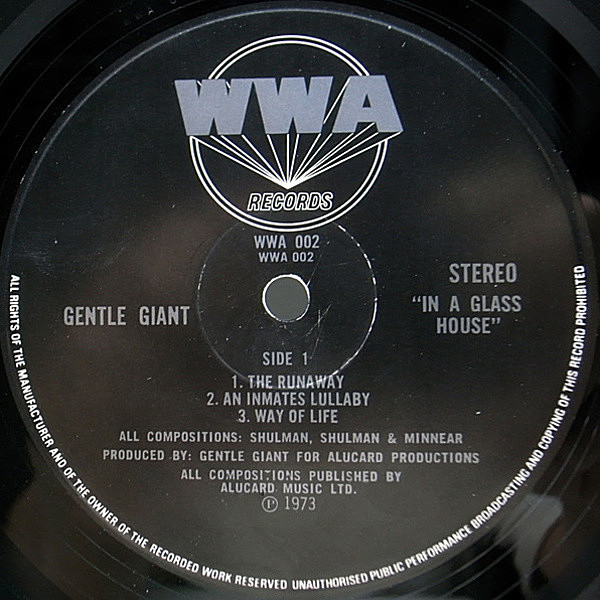 WWA
RECORDS
WWA 002
WWA 002
STEREO
GENTLE GIANT
"IN A GLASS
HOUSE"
SIDE 1
1. THE RUNAWAY
2. AN INMATES LULLABY
3. WAY OF LIFE
ALL COMPOSITIONS: SHULMAN, SHULMAN & MINNEAR
PRODUCED BY: GENTLE GIANT FOR ALUCARD PRODUCTIONS
ALL COMPOSITIONS PUBLISHED BY
ALUCARD MUSIC LTD.
℗ 1973
ALL RIGHTS OF THE MANUFACTURER AND OF THE OWNER OF THE RECORDED WORK RESERVED UNAUTHORISED PUBLIC PERFORMANCE BROADCASTING AND COPYING OF THIS RECORD PROHIBITED